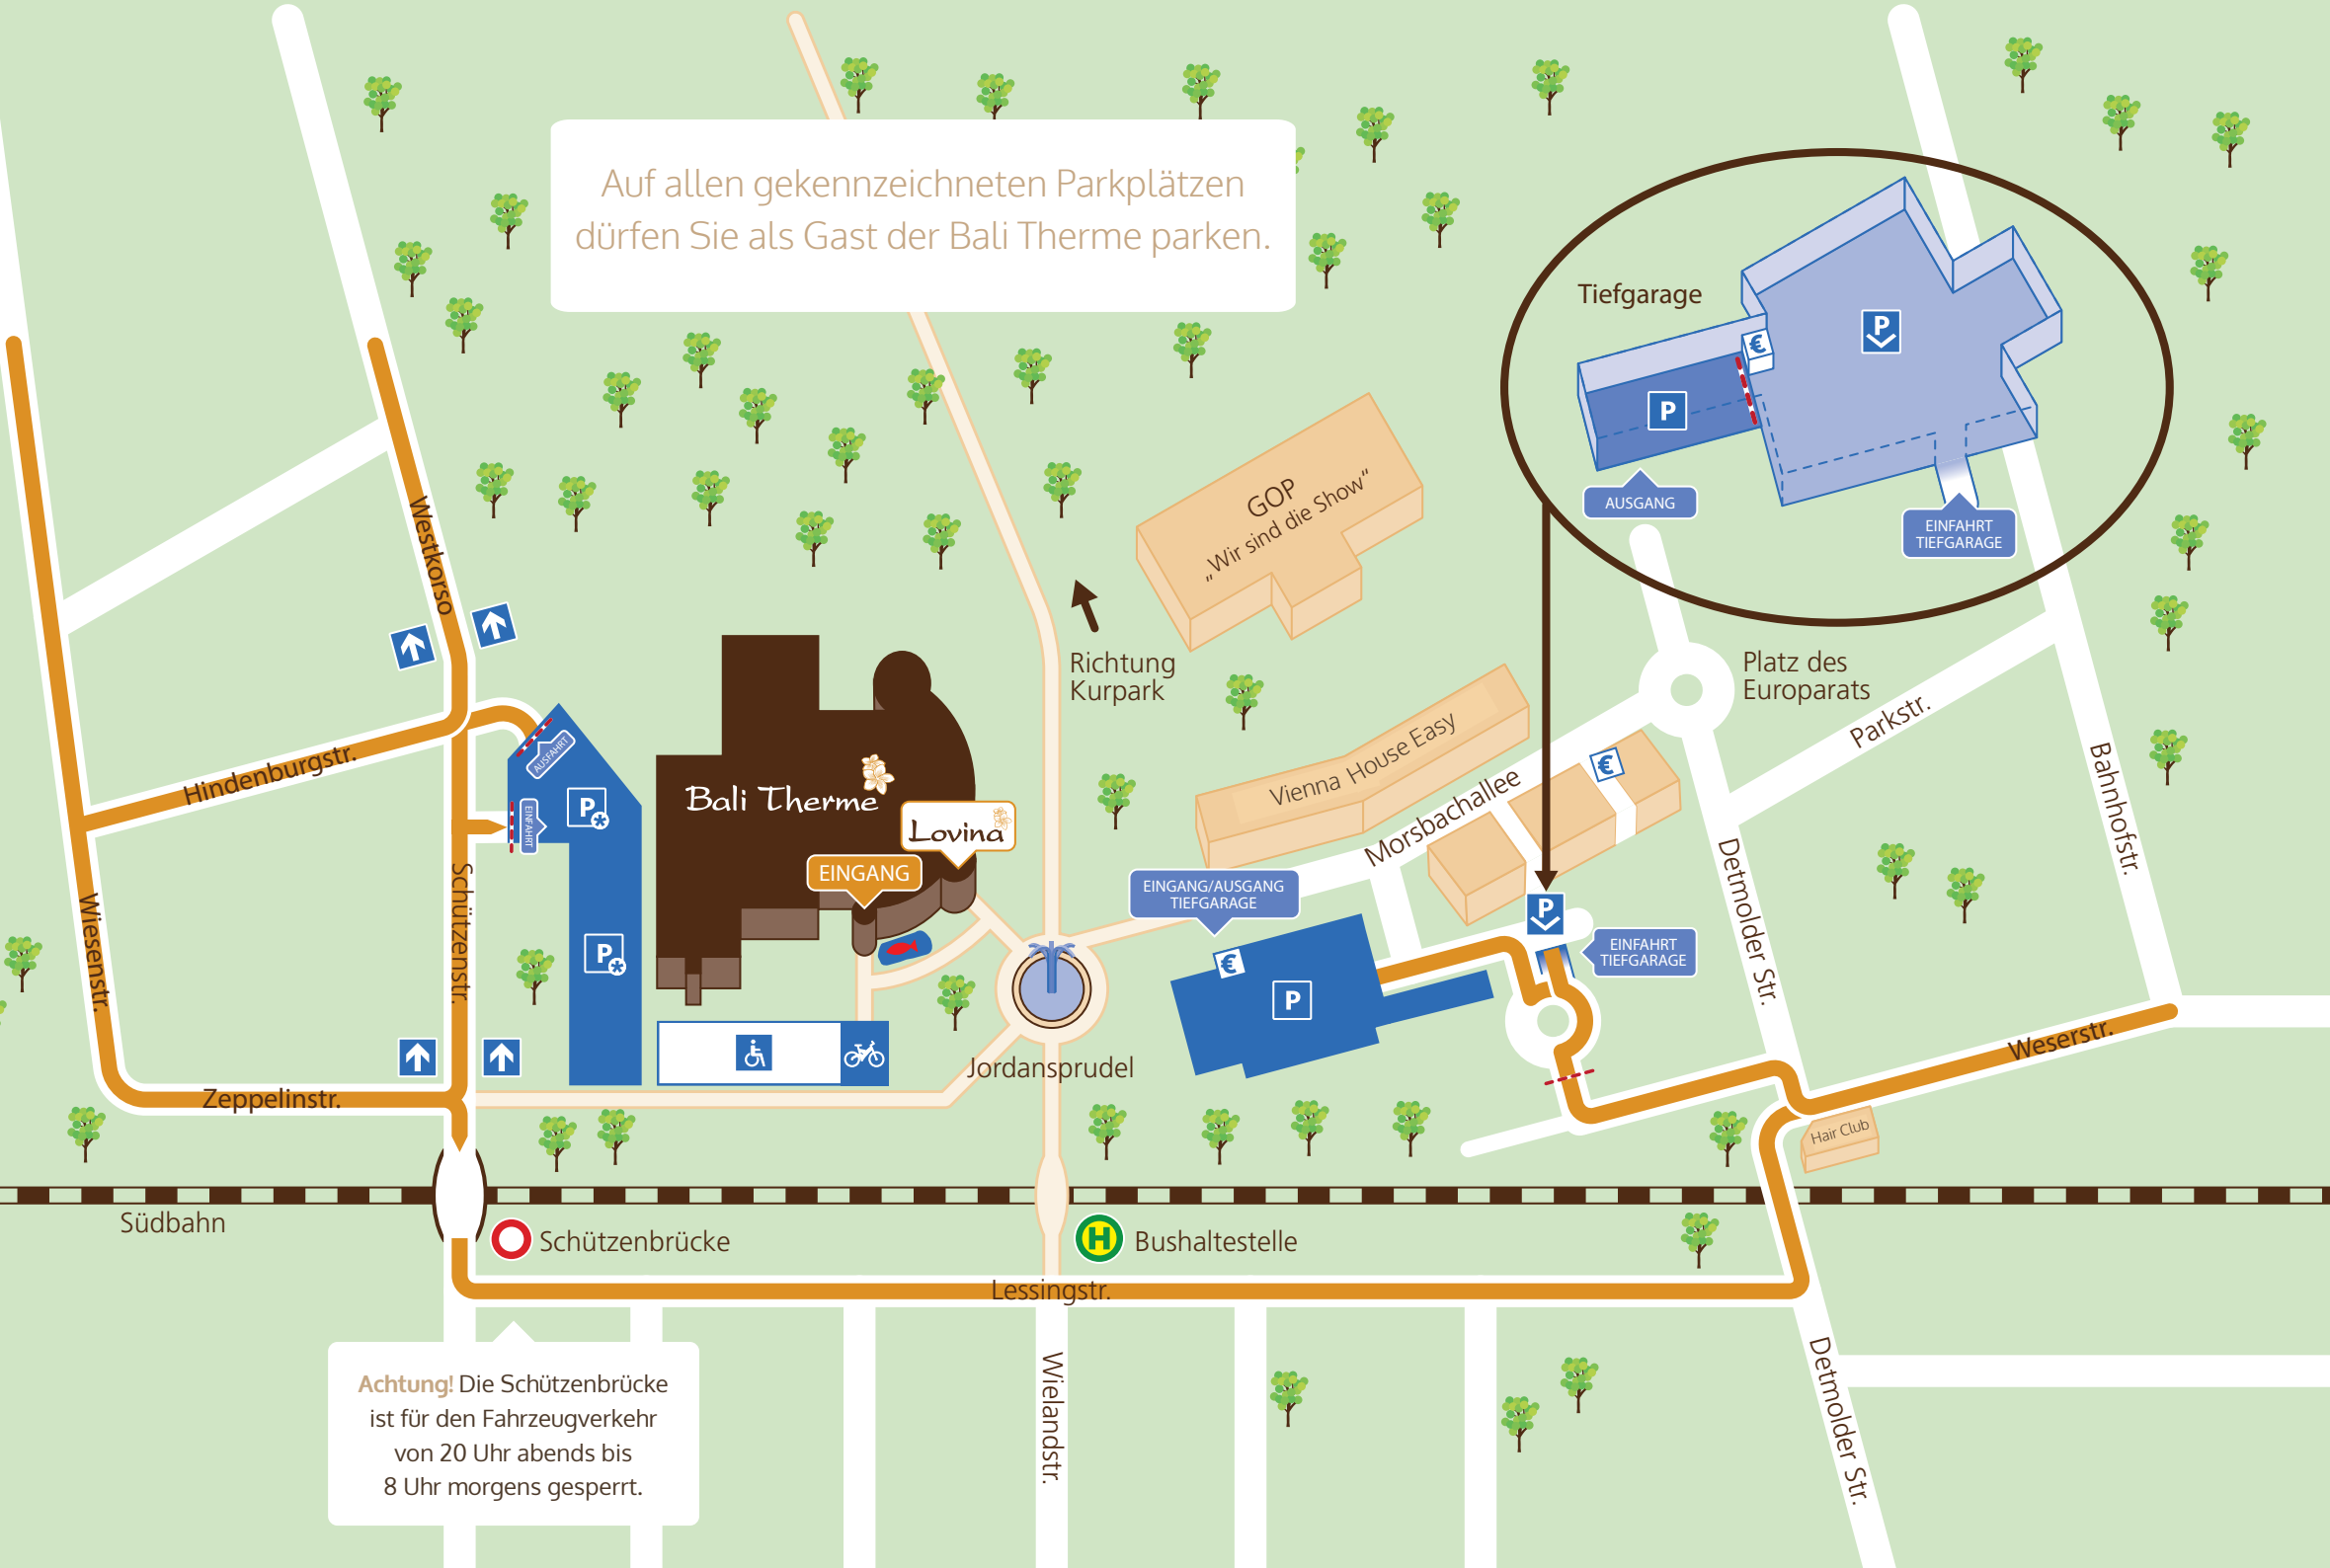 Auf allen gekennzeichneten Parkplätzen
dürfen Sie als Gast der Bali Therme parken.
Tiefgarage
P
€
P
AUSGANG
EINFAHRT
TIEFGARAGE
GOP
„Wir sind die Show“
Westkorso
Richtung
Kurpark
Platz des
Europarats
Parkstr.
Bahnhofstr.
Vienna House Easy
Morsbachallee
€
Detmolder Str.
Hindenburgstr.
AUSFAHRT
EINFAHRT
P
P
Bali Therme
Lovina
EINGANG
EINGANG/AUSGANG
TIEFGARAGE
P
EINFAHRT
TIEFGARAGE
€
P
Wiesenstr.
Schützenstr.
Jordansprudel
Weserstr.
Zeppelinstr.
Hair Club
Südbahn
Schützenbrücke
H
Bushaltestelle
Lessingstr.
Achtung! Die Schützenbrücke
ist für den Fahrzeugverkehr
von 20 Uhr abends bis
8 Uhr morgens gesperrt.
Wielandstr.
Detmolder Str.